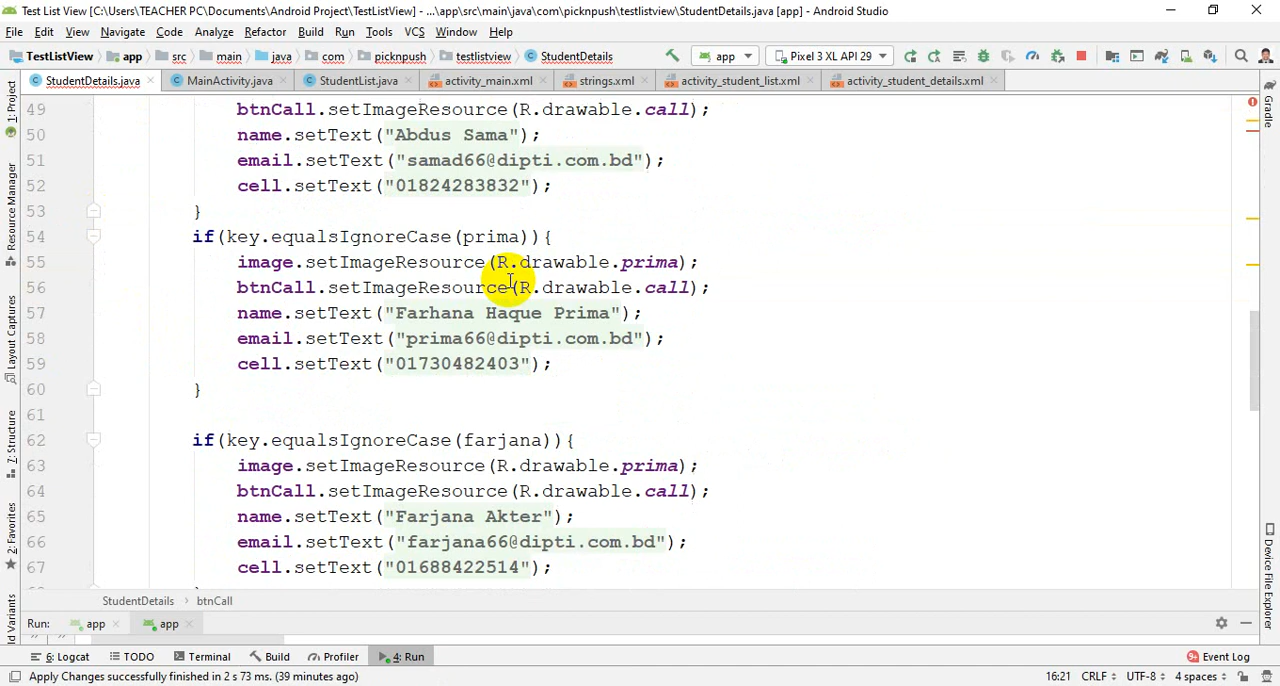 Test List View [C:\Users\TEACHER PC\Documents\Android Project\TestListView] - ...\app\src\main\java\com\picknpush\testlistview\StudentDetails.java [app] - Android Studio
File Edit View Navigate Code Analyze Refactor Build Run Tools VCS Window Help
TestListView app src main java com picknpush testlistview StudentDetails app Pixel 3 XL API 29
StudentDetails.java MainActivity.java StudentList.java activity_main.xml strings.xml activity_student_list.xml activity_student_details.xml
1: Project
Resource Manager
Layout Captures
Z: Structure
2: Favorites
ld Variants
49 btnCall.setImageResource(R.drawable.call);
50 name.setText("Abdus Sama");
51 email.setText("samad66@dipti.com.bd");
52 cell.setText("01824283832");
53 }
54 if(key.equalsIgnoreCase(prima)){
55 image.setImageResource(R.drawable.prima);
56 btnCall.setImageResource(R.drawable.call);
57 name.setText("Farhana Haque Prima");
58 email.setText("prima66@dipti.com.bd");
59 cell.setText("01730482403");
60 }
61
62 if(key.equalsIgnoreCase(farjana)){
63 image.setImageResource(R.drawable.prima);
64 btnCall.setImageResource(R.drawable.call);
65 name.setText("Farjana Akter");
66 email.setText("farjana66@dipti.com.bd");
67 cell.setText("01688422514");
Gradle
Device File Explorer
StudentDetails btnCall
Run: app app
6: Logcat TODO Terminal Build Profiler 4: Run 9+ Event Log
Apply Changes successfully finished in 2 s 73 ms. (39 minutes ago) 16:21 CRLF UTF-8 4 spaces